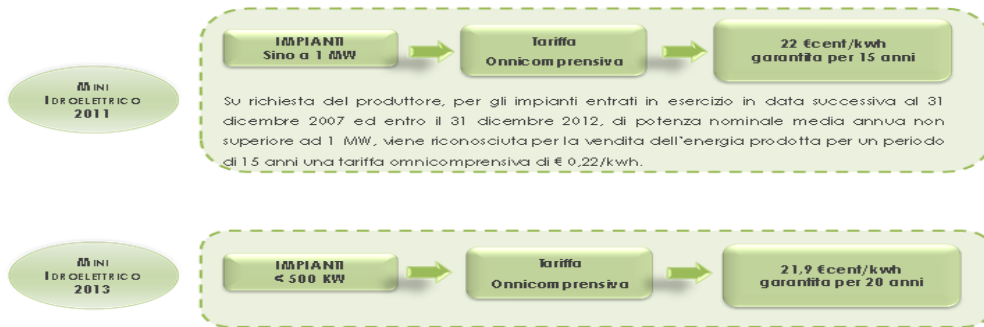 MINI
IDROELETTRICO
2011
IMPIANTI
Sino a 1 MW
Tariffa
Onnicomprensiva
22 €cent/kwh
garantita per 15 anni
Su richiesta del produttore, per gli impianti entrati in esercizio in data successiva al 31
dicembre 2007 ed entro il 31 dicembre 2012, di potenza nominale media annua non
superiore ad 1 MW, viene riconosciuta per la vendita dell'energia prodotta per un periodo
di 15 anni una tariffa omnicomprensiva di € 0,22/kwh.
MINI
IDROELETTRICO
2013
IMPIANTI
< 500 KW
Tariffa
Onnicomprensiva
21,9 €cent/kwh
garantita per 20 anni